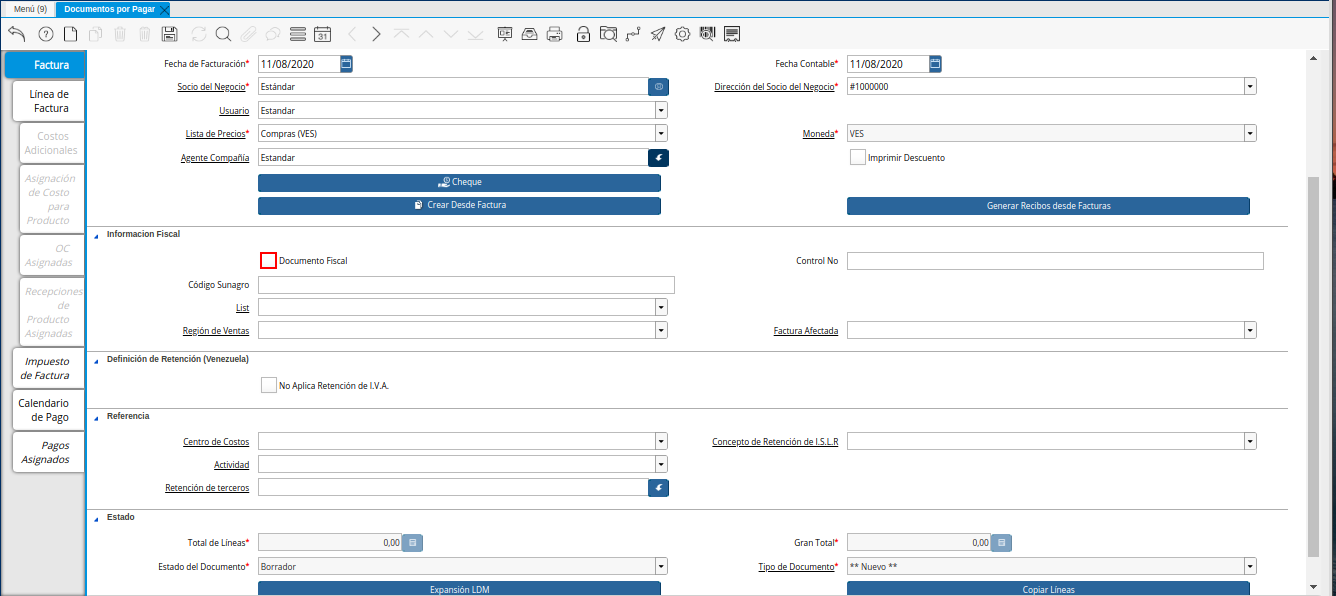 Menú (9) Documentos por Pagar
31
Factura
Línea de
Factura
Costos
Adicionales
Asignación
de Costo
para
Producto
OC
Asignadas
Recepciones
de
Producto
Asignadas
Impuesto
de Factura
Calendario
de Pago
Pagos
Asignados
Fecha de Facturación* 11/08/2020 Fecha Contable* 11/08/2020
Socio del Negocio* Estándar Dirección del Socio del Negocio* #1000000
Usuario Estandar
Lista de Precios* Compras (VES) Moneda* VES
Agente Compañía Estandar Imprimir Descuento
Cheque
Crear Desde Factura Generar Recibos desde Facturas
Informacion Fiscal
Documento Fiscal Control No
Código Sunagro
List
Región de Ventas Factura Afectada
Definición de Retención (Venezuela)
No Aplica Retención de I.V.A.
Referencia
Centro de Costos Concepto de Retención de I.S.L.R
Actividad
Retención de terceros
Estado
Total de Líneas* 0,00 Gran Total* 0,00
Estado del Documento* Borrador Tipo de Documento* ** Nuevo **
Expansión LDM Copiar Líneas